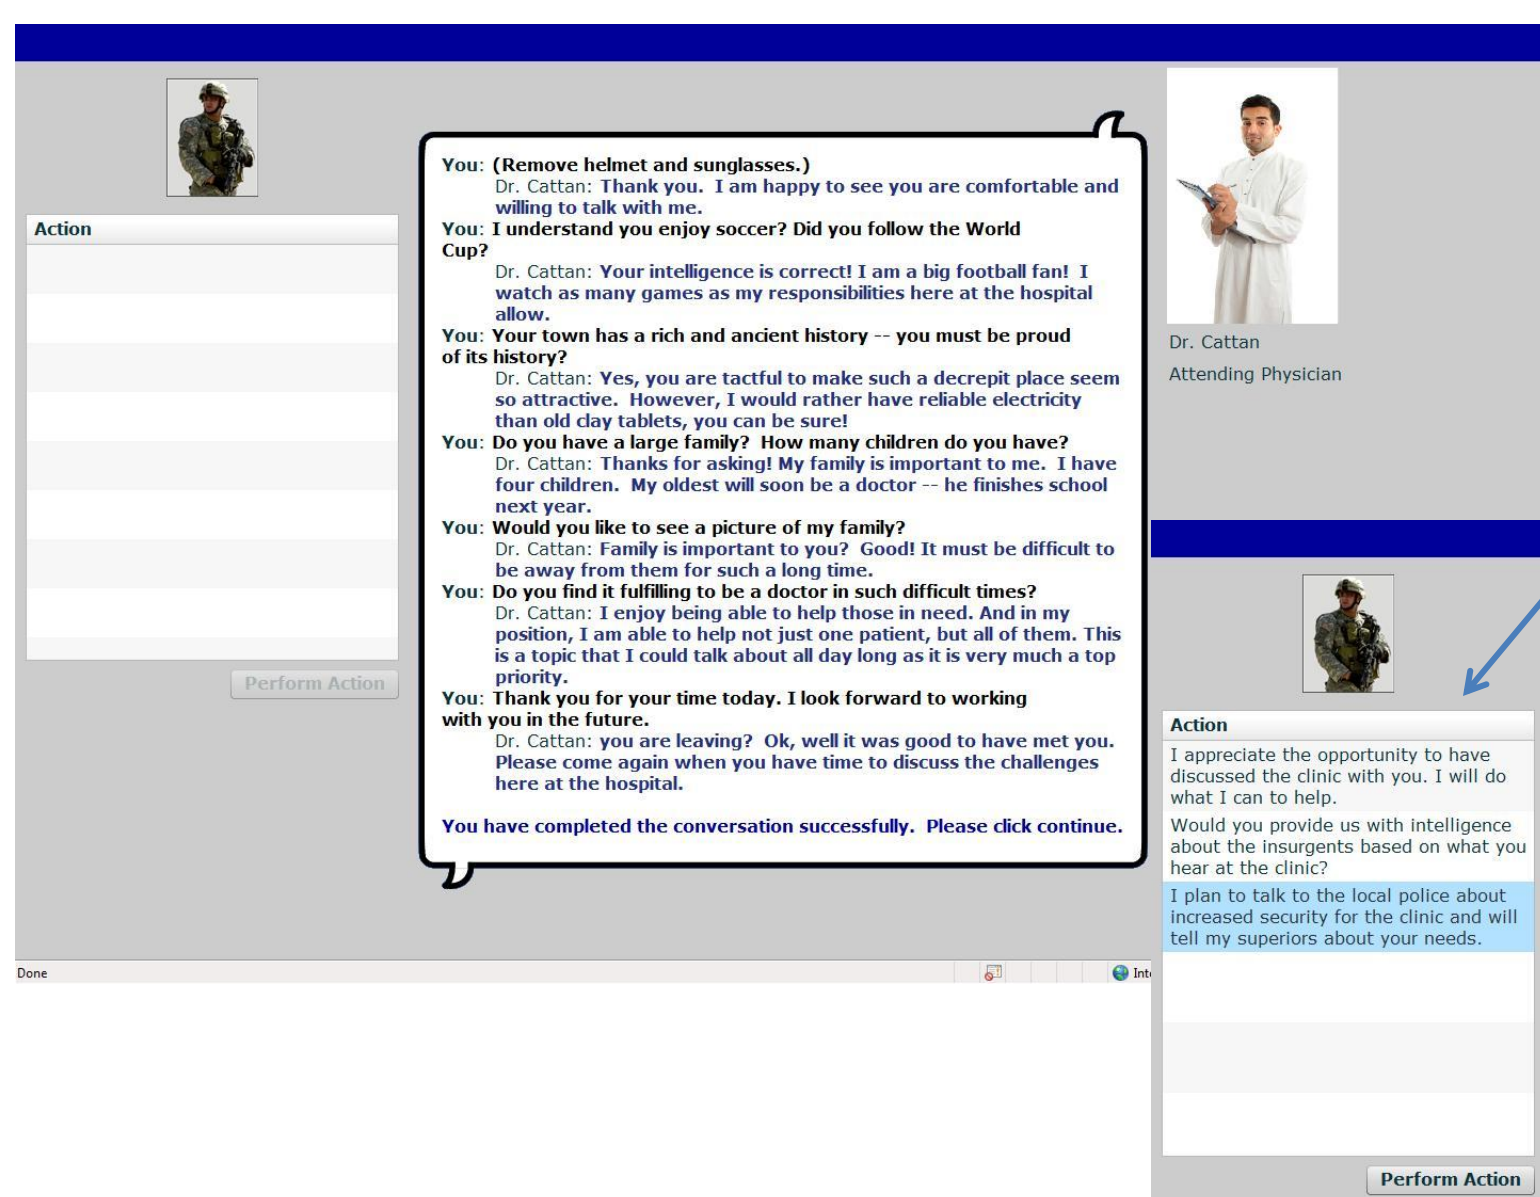 Action
Perform Action
You: (Remove helmet and sunglasses.)
Dr. Cattan: Thank you.  I am happy to see you are comfortable and
willing to talk with me.
You: I understand you enjoy soccer? Did you follow the World
Cup?
Dr. Cattan: Your intelligence is correct! I am a big football fan!  I
watch as many games as my responsibilities here at the hospital
allow.
You: Your town has a rich and ancient history -- you must be proud
of its history?
Dr. Cattan: Yes, you are tactful to make such a decrepit place seem
so attractive.  However, I would rather have reliable electricity
than old clay tablets, you can be sure!
You: Do you have a large family?  How many children do you have?
Dr. Cattan: Thanks for asking! My family is important to me.  I have
four children.  My oldest will soon be a doctor -- he finishes school
next year.
You: Would you like to see a picture of my family?
Dr. Cattan: Family is important to you?  Good! It must be difficult to
be away from them for such a long time.
You: Do you find it fulfilling to be a doctor in such difficult times?
Dr. Cattan: I enjoy being able to help those in need. And in my
position, I am able to help not just one patient, but all of them. This
is a topic that I could talk about all day long as it is very much a top
priority.
You: Thank you for your time today. I look forward to working
with you in the future.
Dr. Cattan: you are leaving?  Ok, well it was good to have met you.
Please come again when you have time to discuss the challenges
here at the hospital.
You have completed the conversation successfully.  Please click continue.
Dr. Cattan
Attending Physician
Done
Inte
Action
I appreciate the opportunity to have
discussed the clinic with you. I will do
what I can to help.
Would you provide us with intelligence
about the insurgents based on what you
hear at the clinic?
I plan to talk to the local police about
increased security for the clinic and will
tell my superiors about your needs.
Perform Action